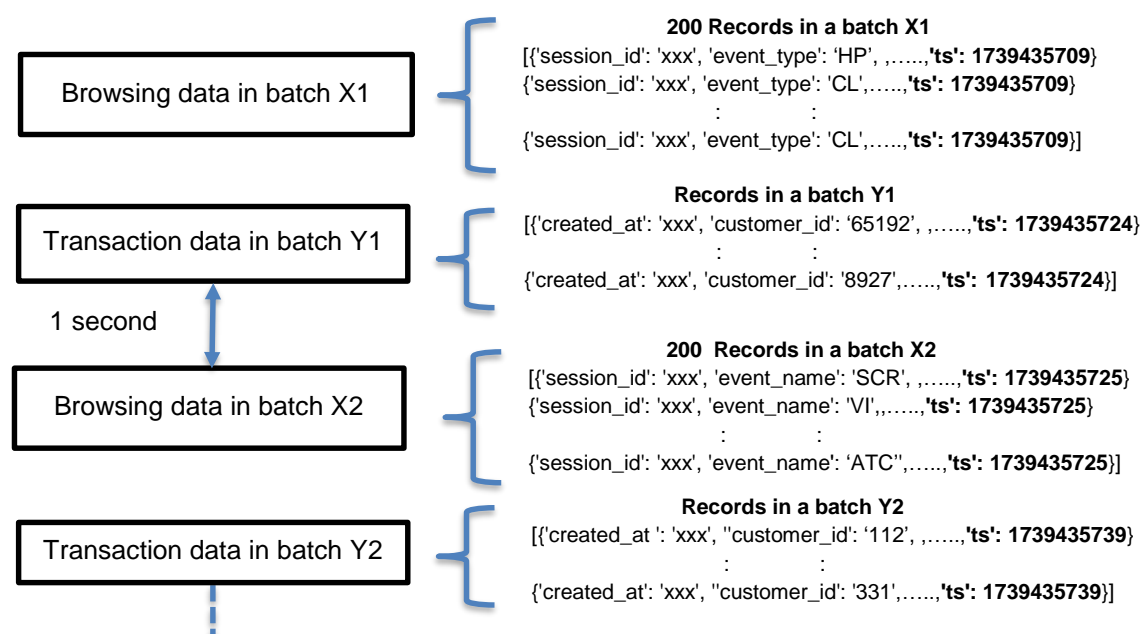 200 Records in a batch X1
Browsing data in batch X1
[{'session_id': 'xxx', 'event_type': ‘HP’, ,…..,'ts': 1739435709}
{'session_id': 'xxx', 'event_type': 'CL',…..,'ts': 1739435709}
: :
{'session_id': 'xxx', 'event_type': 'CL',…..,'ts': 1739435709}]
Records in a batch Y1
Transaction data in batch Y1
[{'created_at': 'xxx', 'customer_id': ‘65192’, ,…..,'ts': 1739435724}
: :
{'created_at': 'xxx', 'customer_id': '8927',…..,'ts': 1739435724}]
1 second
200 Records in a batch X2
Browsing data in batch X2
[{'session_id': 'xxx', 'event_name': 'SCR', ,…..,'ts': 1739435725}
{'session_id': 'xxx', 'event_name': 'VI',,…..,'ts': 1739435725}
: :
{'session_id': 'xxx', 'event_name': ‘ATC'',…..,'ts': 1739435725}]
Records in a batch Y2
Transaction data in batch Y2
[{'created_at ': 'xxx', ''customer_id': ‘112’, ,…..,'ts': 1739435739}
: :
{'created_at': 'xxx', ''customer_id': '331',…..,'ts': 1739435739}]